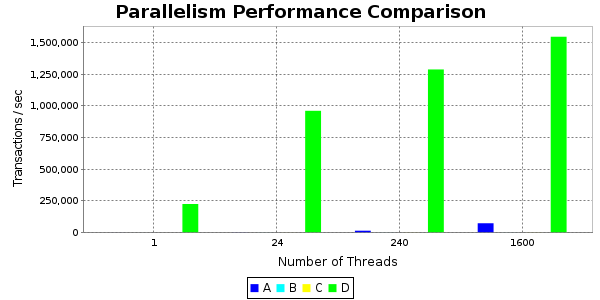 Parallelism Performance Comparison
Transactions / sec
1,500,000
1,250,000
1,000,000
750,000
500,000
250,000
0
1 24 240 1600
Number of Threads
A B C D